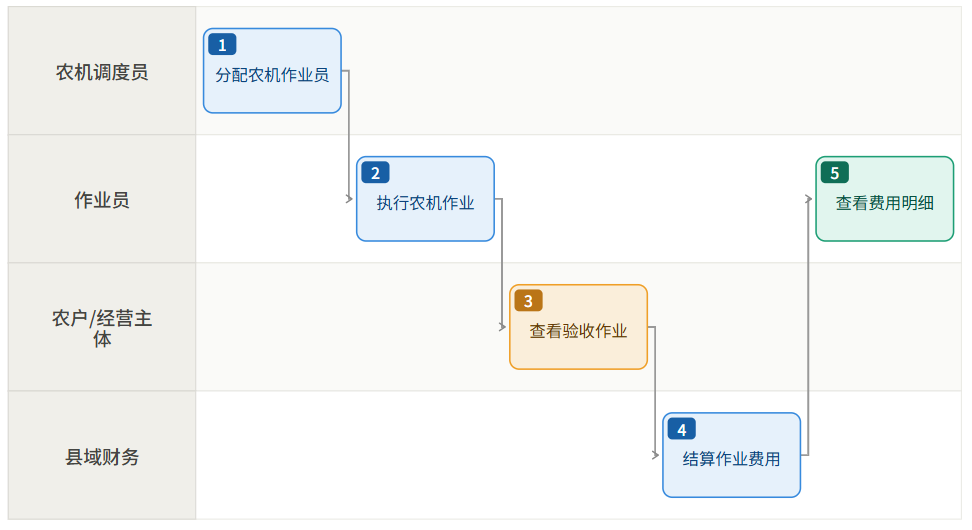 农机调度员
1
分配农机作业员
作业员
2
执行农机作业
5
查看费用明细
农户/经营主
体
3
查看验收作业
县域财务
4
结算作业费用